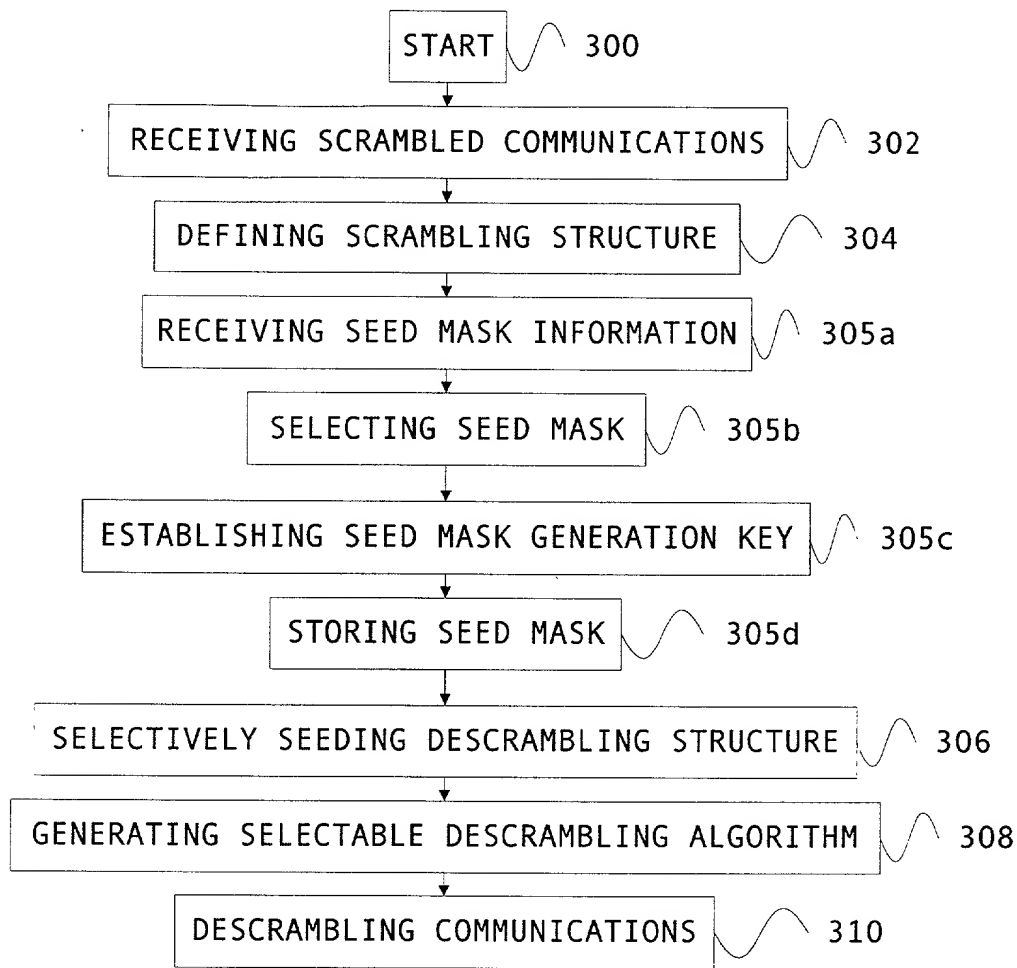 START 300
RECEIVING SCRAMBLED COMMUNICATIONS 302
DEFINING SCRAMBLING STRUCTURE 304
RECEIVING SEED MASK INFORMATION 305a
SELECTING SEED MASK 305b
ESTABLISHING SEED MASK GENERATION KEY 305c
STORING SEED MASK 305d
SELECTIVELY SEEDING DESCRAMBLING STRUCTURE 306
GENERATING SELECTABLE DESCRAMBLING ALGORITHM 308
DESCRAMBLING COMMUNICATIONS 310